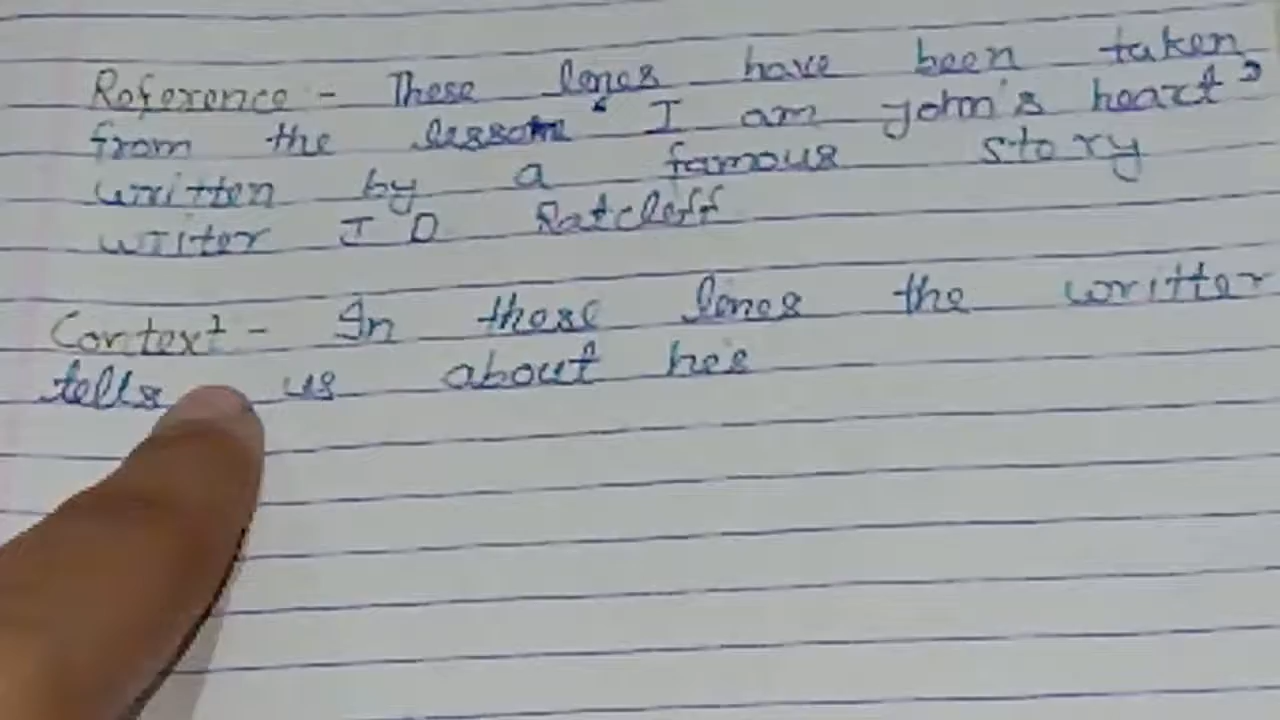 Reference - These lines have been taken
from the lesson "I am John's heart"
written by a famous story
writer J D Ratcliff
Context - In these lines the writter
tells us about his